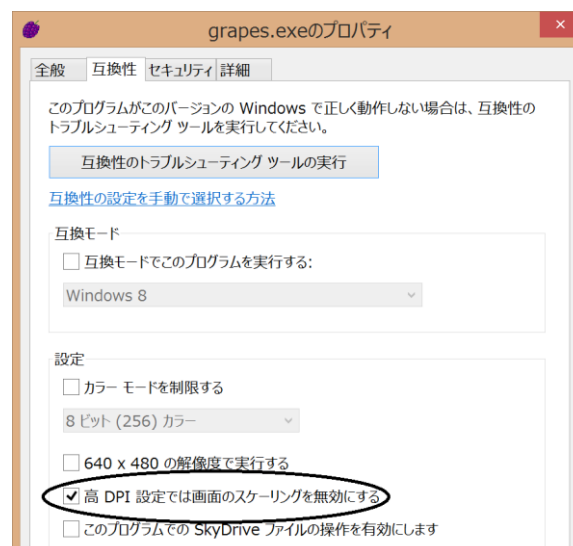 grapes.exeのプロパティ
全般 互換性 セキュリティ 詳細
このプログラムがこのバージョンの Windows で正しく動作しない場合は、互換性の
トラブルシューティング ツールを実行してください。
互換性のトラブルシューティング ツールの実行
互換性の設定を手動で選択する方法
互換モード
互換モードでこのプログラムを実行する:
Windows 8
設定
カラー モードを制限する
8 ビット (256) カラー
640 x 480 の解像度で実行する
高 DPI 設定では画面のスケーリングを無効にする
このプログラムでの SkyDrive ファイルの操作を有効にします